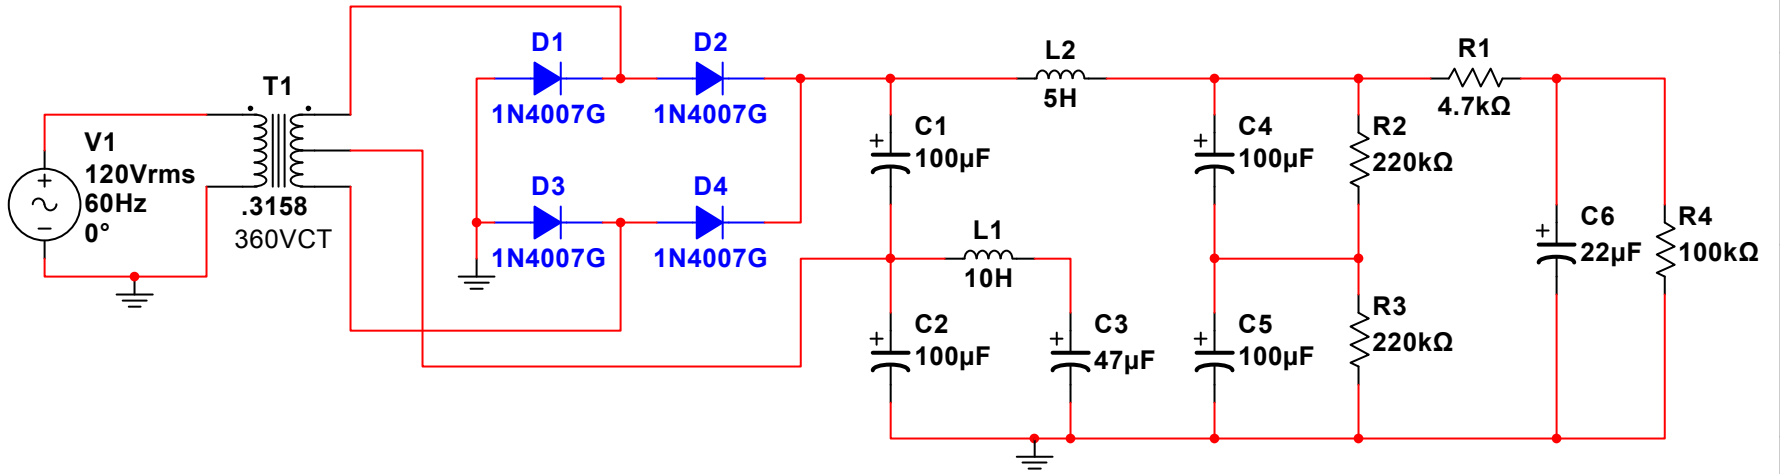 V1
120Vrms
60Hz
0°
T1
.3158
360VCT
D1
1N4007G
D2
1N4007G
D3
1N4007G
D4
1N4007G
C1
100µF
C2
100µF
L1
10H
C3
47µF
L2
5H
C4
100µF
C5
100µF
R2
220kΩ
R3
220kΩ
R1
4.7kΩ
C6
22µF
R4
100kΩ